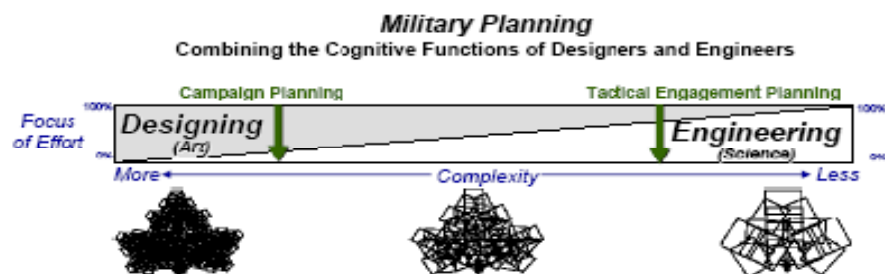 Military Planning
Combining the Cognitive Functions of Designers and Engineers
Campaign Planning Tactical Engagement Planning
100% 100%
Focus
of Effort
Designing
(Art)
Engineering
(Science)
0% 0%
More Complexity Less